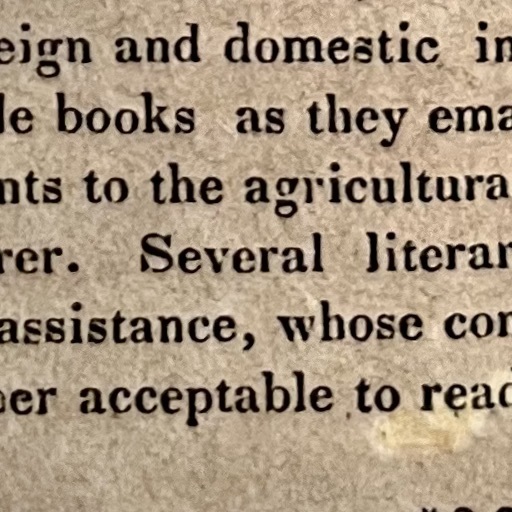 eign and domestic in
le books as they ema
nts to the agricultura
rer. Several literar
assistance, whose con
per acceptable to read